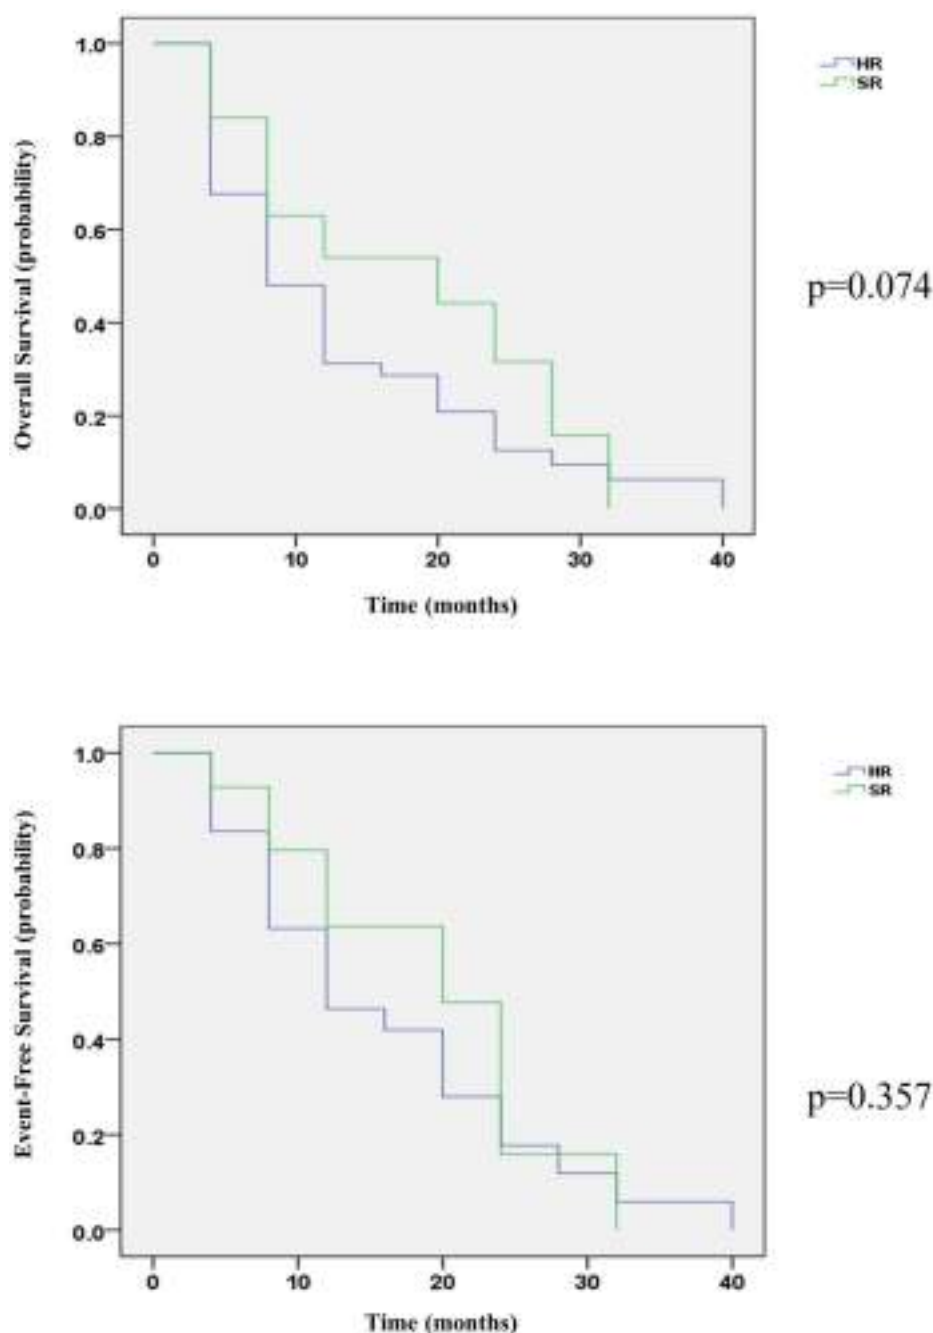 1.0
0.8
0.6
0.4
0.2
0.0
Overall Survival (probability)
0 10 20 30 40
Time (months)
HR
SR
p=0.074
1.0
0.8
0.6
0.4
0.2
0.0
Event-Free Survival (probability)
0 10 20 30 40
Time (months)
HR
SR
p=0.357